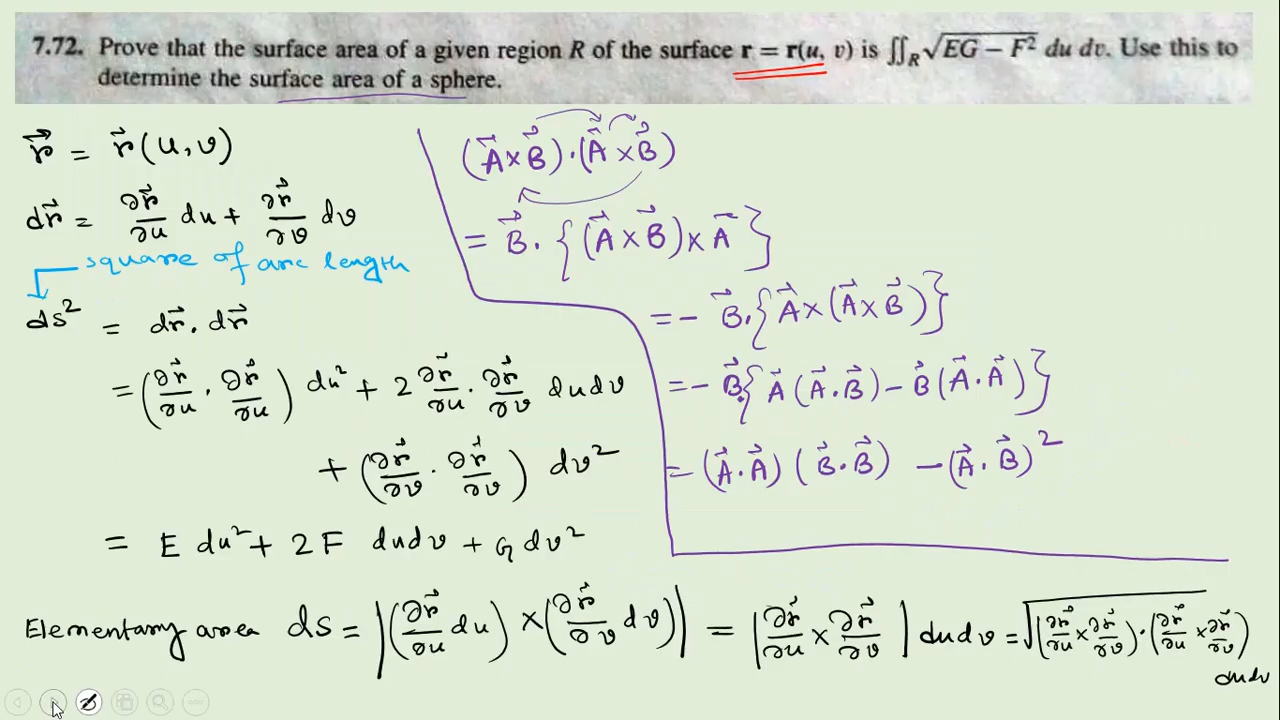 7.72. Prove that the surface area of a given region R of the surface r = r(u, v) is ∬_R √(EG − F²) du dv. Use this to
determine the surface area of a sphere.
r⃗ = r⃗(u, v)
dr⃗ = ∂r⃗/∂u du + ∂r⃗/∂v dv
square of arc length
ds² = dr⃗ . dr⃗
= (∂r⃗/∂u . ∂r⃗/∂u) du² + 2 ∂r⃗/∂u . ∂r⃗/∂v du dv
+ (∂r⃗/∂v . ∂r⃗/∂v) dv²
= E du² + 2 F du dv + G dv²
(A⃗ × B⃗) . (A⃗ × B⃗)
= B⃗ . {(A⃗ × B⃗) × A⃗}
= − B⃗ . {A⃗ × (A⃗ × B⃗)}
= − B⃗ . {A⃗ (A⃗ . B⃗) − B⃗ (A⃗ . A⃗)}
= (A⃗ . A⃗) (B⃗ . B⃗) − (A⃗ . B⃗)²
Elementary area ds = |(∂r⃗/∂u du) × (∂r⃗/∂v dv)| = |∂r⃗/∂u × ∂r⃗/∂v| du dv = √((∂r⃗/∂u × ∂r⃗/∂v) . (∂r⃗/∂u × ∂r⃗/∂v))
du dv